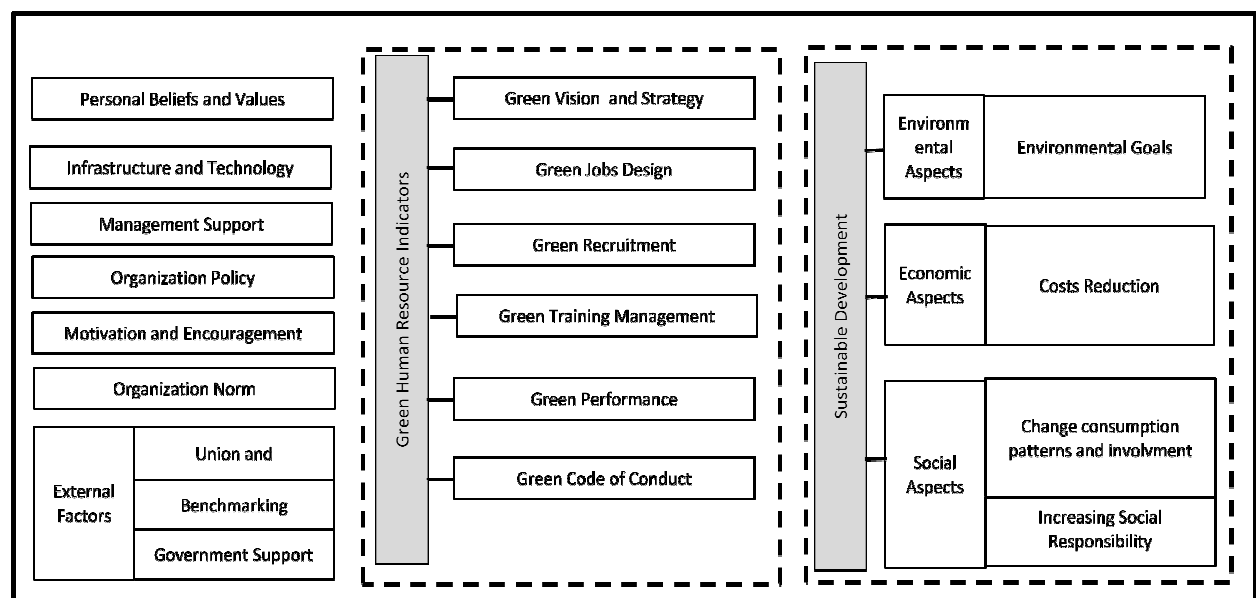 Personal Beliefs and Values
Infrastructure and Technology
Management Support
Organization Policy
Motivation and Encouragement
Organization Norm
External
Factors
Union and
Benchmarking
Government Support
Green Human Resource Indicators
Green Vision and Strategy
Green Jobs Design
Green Recruitment
Green Training Management
Green Performance
Green Code of Conduct
Sustainable Development
Environm
ental
Aspects
Environmental Goals
Economic
Aspects
Costs Reduction
Social
Aspects
Change consumption
patterns and involvment
Increasing Social
Responsibility